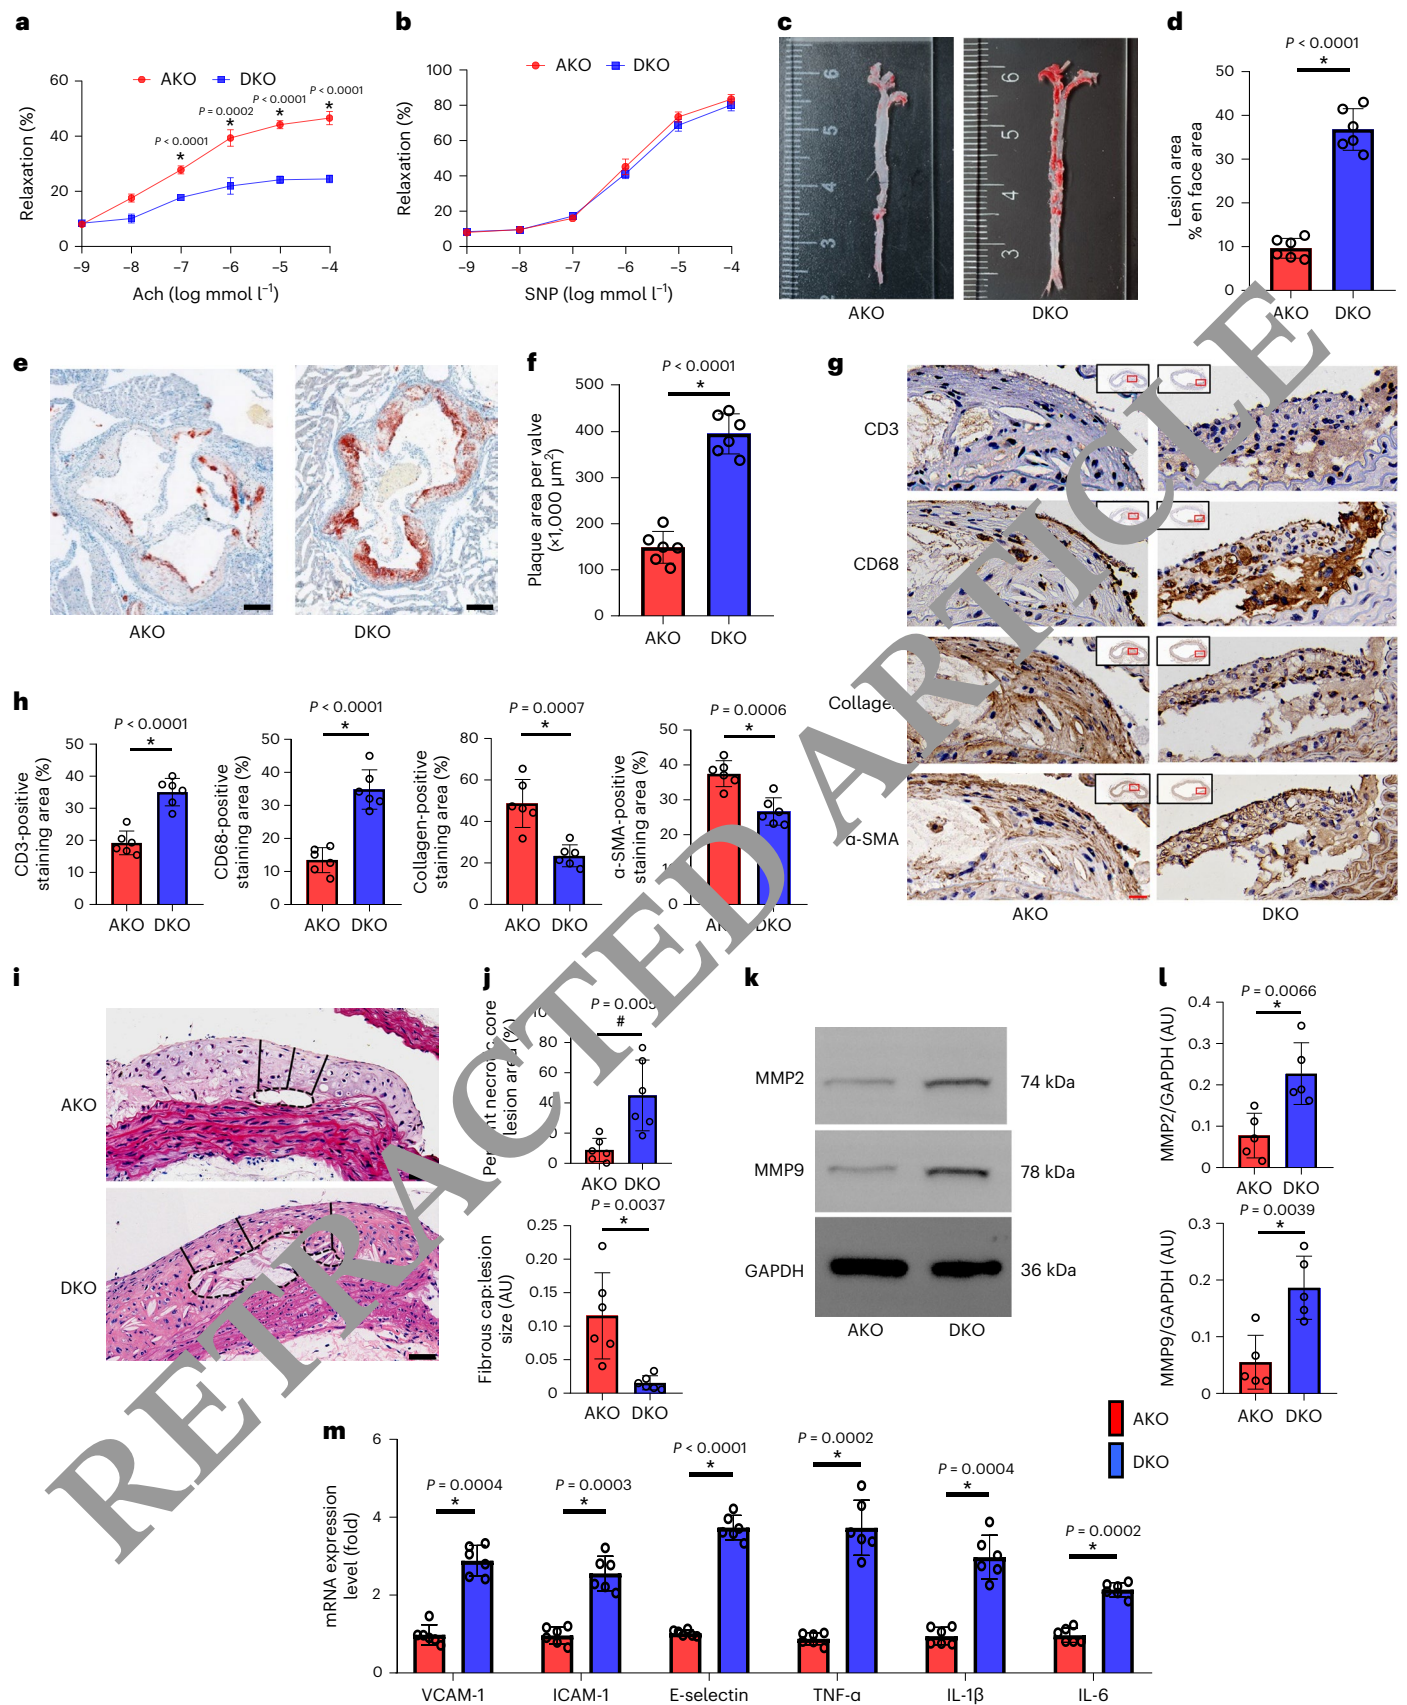 a
AKO DKO
Relaxation (%)
60
40
20
0
P < 0.0001
P = 0.0002
P < 0.0001
P < 0.0001
* * * *
−9 −8 −7 −6 −5 −4
Ach (log mmol l⁻¹)
b
AKO DKO
Relaxation (%)
100
80
60
40
20
0
−9 −8 −7 −6 −5 −4
SNP (log mmol l⁻¹)
c
6
5
4
3
AKO
6
5
4
3
DKO
d
P < 0.0001
*
Lesion area
% en face area
50
40
30
20
10
0
AKO DKO
e
AKO
DKO
f
P < 0.0001
*
Plaque area per valve
(×1,000 µm²)
500
400
300
200
100
0
AKO DKO
g
CD3
CD68
Collagen
α-SMA
AKO
DKO
h
P < 0.0001
*
CD3-positive
staining area (%)
50
40
30
20
10
0
AKO DKO
P < 0.0001
*
CD68-positive
staining area (%)
50
40
30
20
10
0
AKO DKO
P = 0.0007
*
Collagen-positive
staining area (%)
80
60
40
20
0
AKO DKO
P = 0.0006
*
α-SMA-positive
staining area (%)
50
40
30
20
0
DKO
i
AKO
DKO
j
#
80
60
40
0
AKO DKO
P = 0.0037
*
Fibrous cap:lesion
size (AU)
0.25
0.20
0.15
0.10
0.05
0
AKO DKO
k
MMP2
74 kDa
MMP9
78 kDa
GAPDH
36 kDa
AKO DKO
l
P = 0.0066
*
MMP2/GAPDH (AU)
0.4
0.3
0.2
0.1
0
AKO DKO
P = 0.0039
*
MMP9/GAPDH (AU)
0.3
0.2
0.1
0
AKO DKO
m
AKO
DKO
mRNA expression
level (fold)
6
4
2
0
P = 0.0004
*
P = 0.0003
*
P < 0.0001
*
P = 0.0002
*
P = 0.0004
*
P = 0.0002
*
VCAM-1 ICAM-1 E-selectin TNF-α IL-1β IL-6
RETRACTED ARTICLE